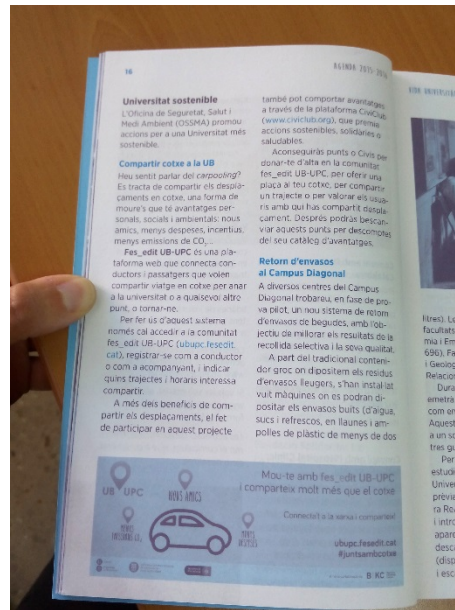 16
AGENDA 2015-2016
Universitat sostenible
L'Oficina de Seguretat, Salut i
Medi Ambient (OSSMA) promou
accions per a una Universitat més
sostenible.
Compartir cotxe a la UB
Heu sentit parlar del carpooling?
Es tracta de compartir els despla-
çaments en cotxe, una forma de
moure's que té avantatges per-
sonals, socials i ambientals: nous
amics, menys despeses, incentius,
menys emissions de CO₂...
Fes_edit UB-UPC és una pla-
taforma web que connecta con-
ductors i passatgers que volen
compartir viatge en cotxe per anar
a la universitat o a qualsevol altre
punt, o tornar-ne.
Per fer ús d'aquest sistema
només cal accedir a la comunitat
fes_edit UB-UPC (ubupc.fesedit.
cat), registrar-se com a conductor
o com a acompanyant, i indicar
quins trajectes i horaris interessa
compartir.
A més dels beneficis de com-
partir els desplaçaments, el fet
de participar en aquest projecte
també pot comportar avantatges
a través de la plataforma CiviClub
(www.civiclub.org), que premia
accions sostenibles, solidàries o
saludables.
Aconseguiràs punts o Civis per
donar-te d'alta en la comunitat
fes_edit UB-UPC, per oferir una
plaça al teu cotxe, per compartir
un trajecte o per valorar els usua-
ris amb qui has compartit despla-
çament. Després podràs bescan-
viar aquests punts per descomptes
del seu catàleg d'avantatges.
Retorn d'envasos
al Campus Diagonal
A diversos centres del Campus
Diagonal trobareu, en fase de pro-
va pilot, un nou sistema de retorn
d'envasos de begudes, amb l'ob-
jectiu de millorar els resultats de la
recollida selectiva i la seva qualitat.
A part del tradicional conteni-
dor groc on dipositem els residus
d'envasos lleugers, s'han instal·lat
vuit màquines on es podran di-
positar els envasos buits (d'aigua,
sucs i refrescos, en llaunes i am-
polles de plàstic de menys de dos
UB UPC
NOUS AMICS
MENYS
EMISSIONS CO₂
MENYS
DESPESES
Mou-te amb fes_edit UB-UPC
i comparteix molt més que el cotxe
Connecta't a la xarxa i comparteix!
ubupc.fesedit.cat
#juntsambcotxe
B:KC
litres). Le
facultats
mia i Em
696), Fa
i Geolog
Relacion
Dura
emetrà
com en
Aquest
a un so
tres gu
Per
estudi
Univer
prèvia
ra Rea
i intro
apare
desco
(disp
i esc